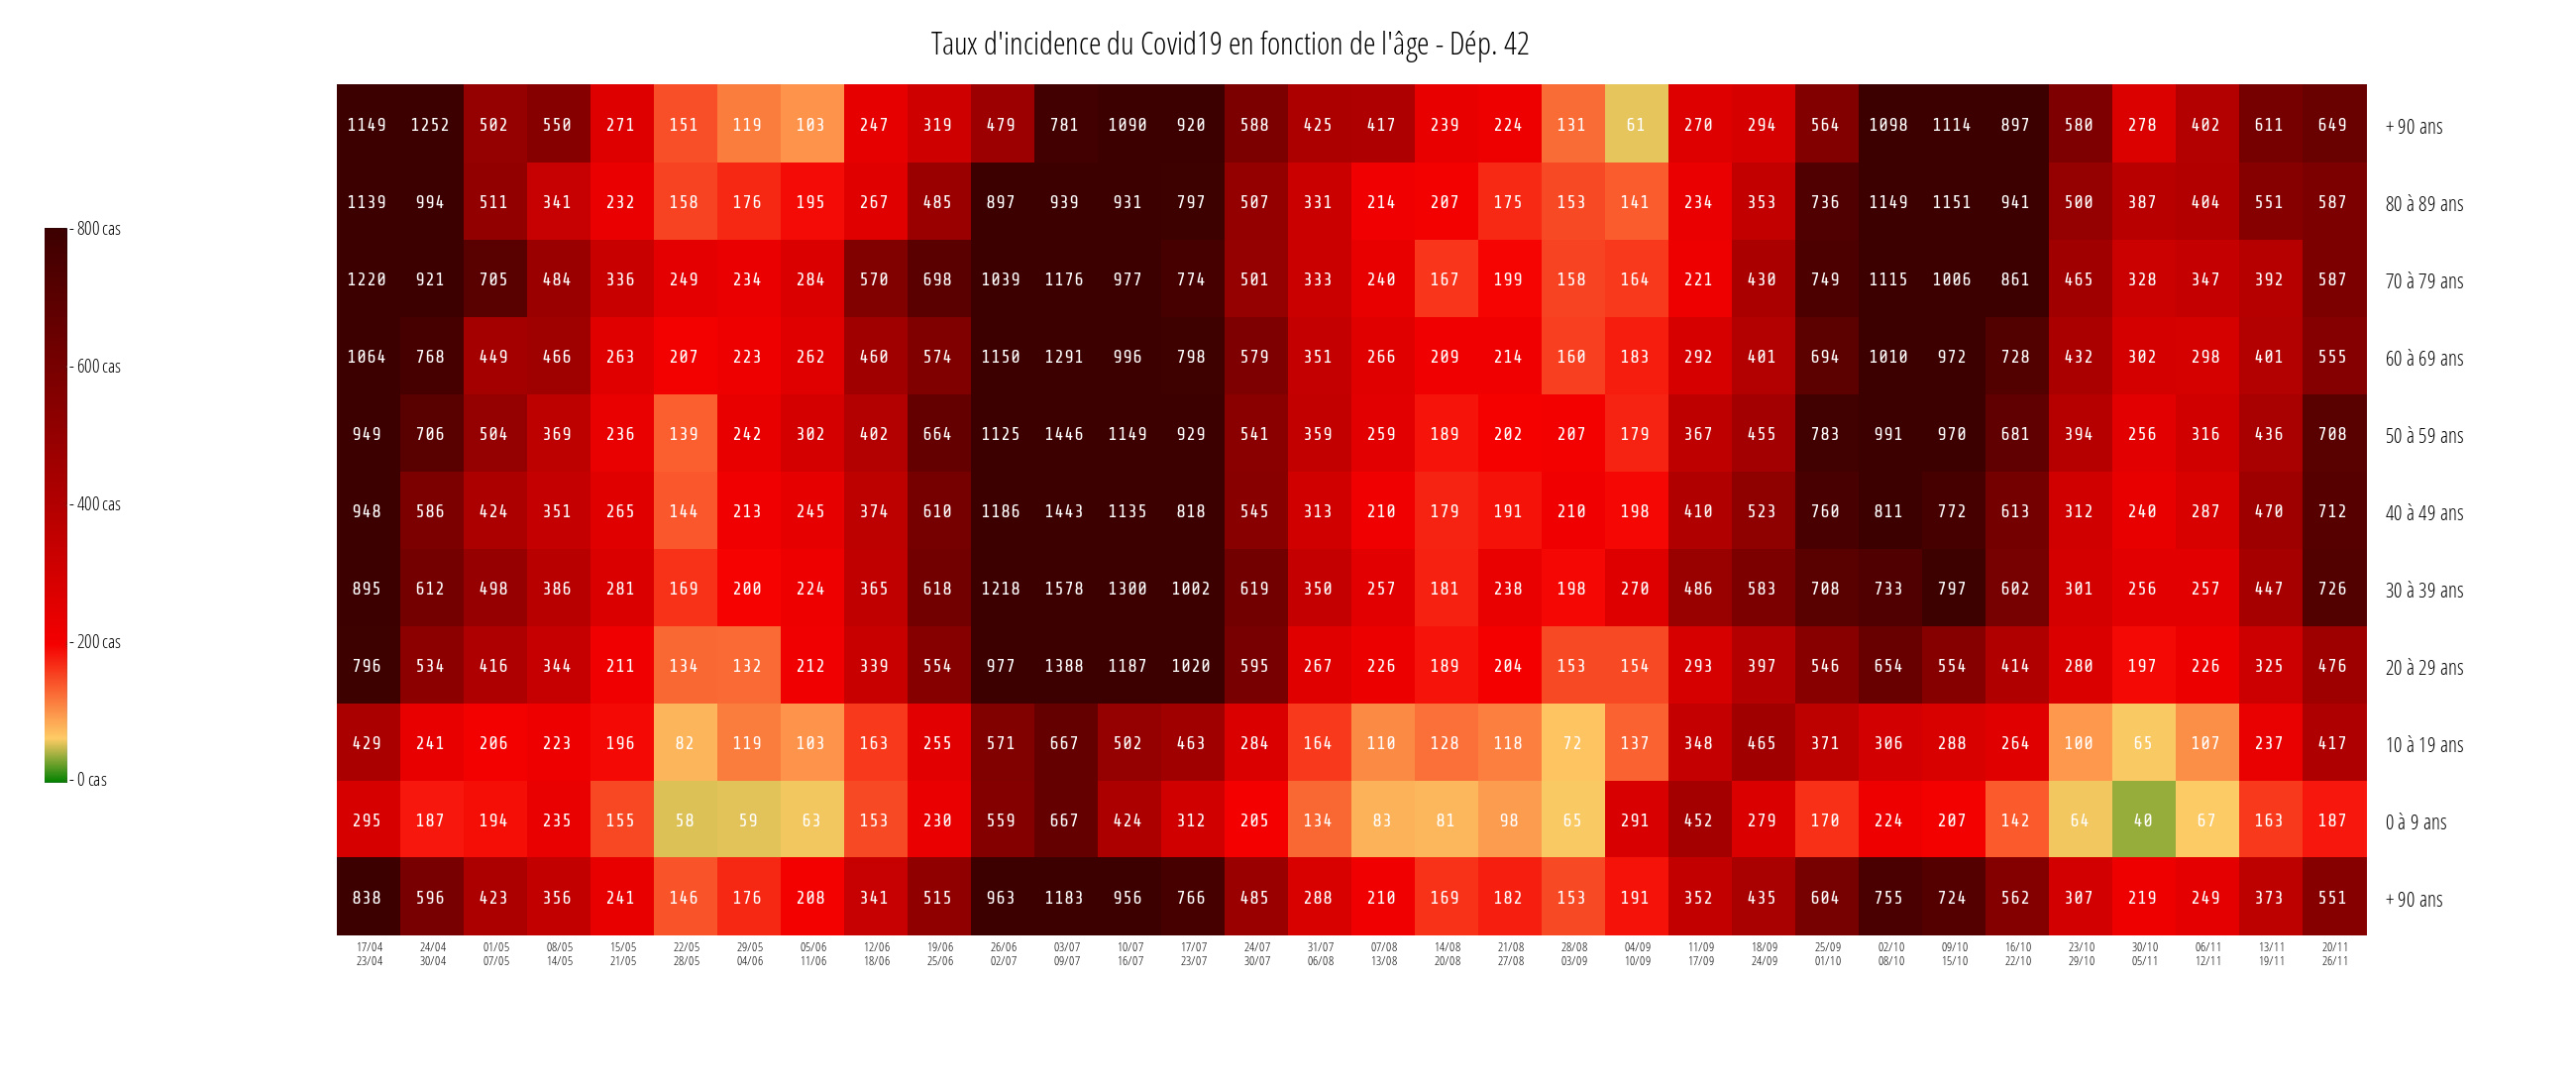 Taux d'incidence du Covid19 en fonction de l'âge - Dép. 42
- 800 cas
- 600 cas
- 400 cas
- 200 cas
- 0 cas
1149 1252 502 550 271 151 119 103 247 319 479 781 1090 920 588 425 417 239 224 131 61 270 294 564 1098 1114 897 580 278 402 611 649 + 90 ans
1139 994 511 341 232 158 176 195 267 485 897 939 931 797 507 331 214 207 175 153 141 234 353 736 1149 1151 941 500 387 404 551 587 80 à 89 ans
1220 921 705 484 336 249 234 284 570 698 1039 1176 977 774 501 333 240 167 199 158 164 221 430 749 1115 1006 861 465 328 347 392 587 70 à 79 ans
1064 768 449 466 263 207 223 262 460 574 1150 1291 996 798 579 351 266 209 214 160 183 292 401 694 1010 972 728 432 302 298 401 555 60 à 69 ans
949 706 504 369 236 139 242 302 402 664 1125 1446 1149 929 541 359 259 189 202 207 179 367 455 783 991 970 681 394 256 316 436 708 50 à 59 ans
948 586 424 351 265 144 213 245 374 610 1186 1443 1135 818 545 313 210 179 191 210 198 410 523 760 811 772 613 312 240 287 470 712 40 à 49 ans
895 612 498 386 281 169 200 224 365 618 1218 1578 1300 1002 619 350 257 181 238 198 270 486 583 708 733 797 602 301 256 257 447 726 30 à 39 ans
796 534 416 344 211 134 132 212 339 554 977 1388 1187 1020 595 267 226 189 204 153 154 293 397 546 654 554 414 280 197 226 325 476 20 à 29 ans
429 241 206 223 196 82 119 103 163 255 571 667 502 463 284 164 110 128 118 72 137 348 465 371 306 288 264 100 65 107 237 417 10 à 19 ans
295 187 194 235 155 58 59 63 153 230 559 667 424 312 205 134 83 81 98 65 291 452 279 170 224 207 142 64 40 67 163 187 0 à 9 ans
838 596 423 356 241 146 176 208 341 515 963 1183 956 766 485 288 210 169 182 153 191 352 435 604 755 724 562 307 219 249 373 551 + 90 ans
17/04 24/04 01/05 08/05 15/05 22/05 29/05 05/06 12/06 19/06 26/06 03/07 10/07 17/07 24/07 31/07 07/08 14/08 21/08 28/08 04/09 11/09 18/09 25/09 02/10 09/10 16/10 23/10 30/10 06/11 13/11 20/11
23/04 30/04 07/05 14/05 21/05 28/05 04/06 11/06 18/06 25/06 02/07 09/07 16/07 23/07 30/07 06/08 13/08 20/08 27/08 03/09 10/09 17/09 24/09 01/10 08/10 15/10 22/10 29/10 05/11 12/11 19/11 26/11